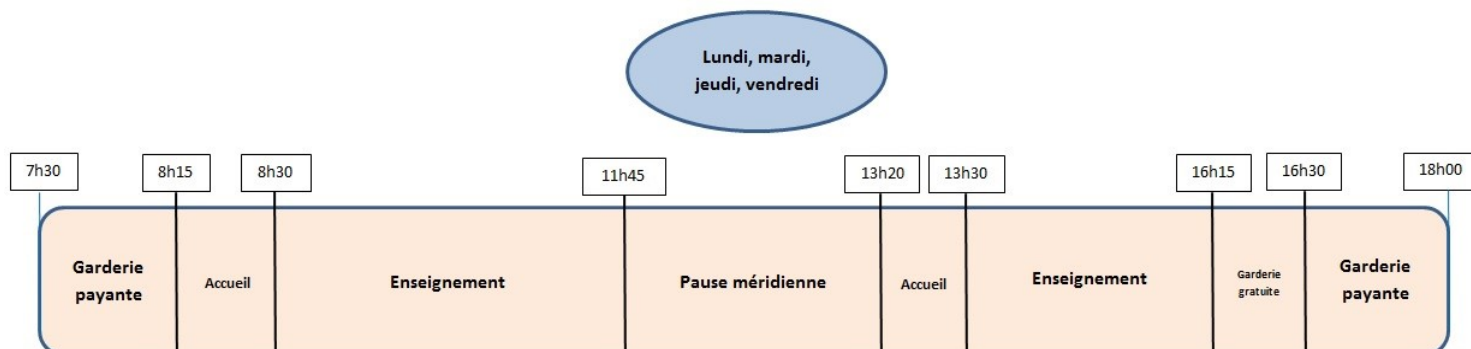 Lundi, mardi,
jeudi, vendredi
7h30
8h15
8h30
11h45
13h20
13h30
16h15
16h30
18h00
Garderie
payante
Accueil
Enseignement
Pause méridienne
Accueil
Enseignement
Garderie
gratuite
Garderie
payante